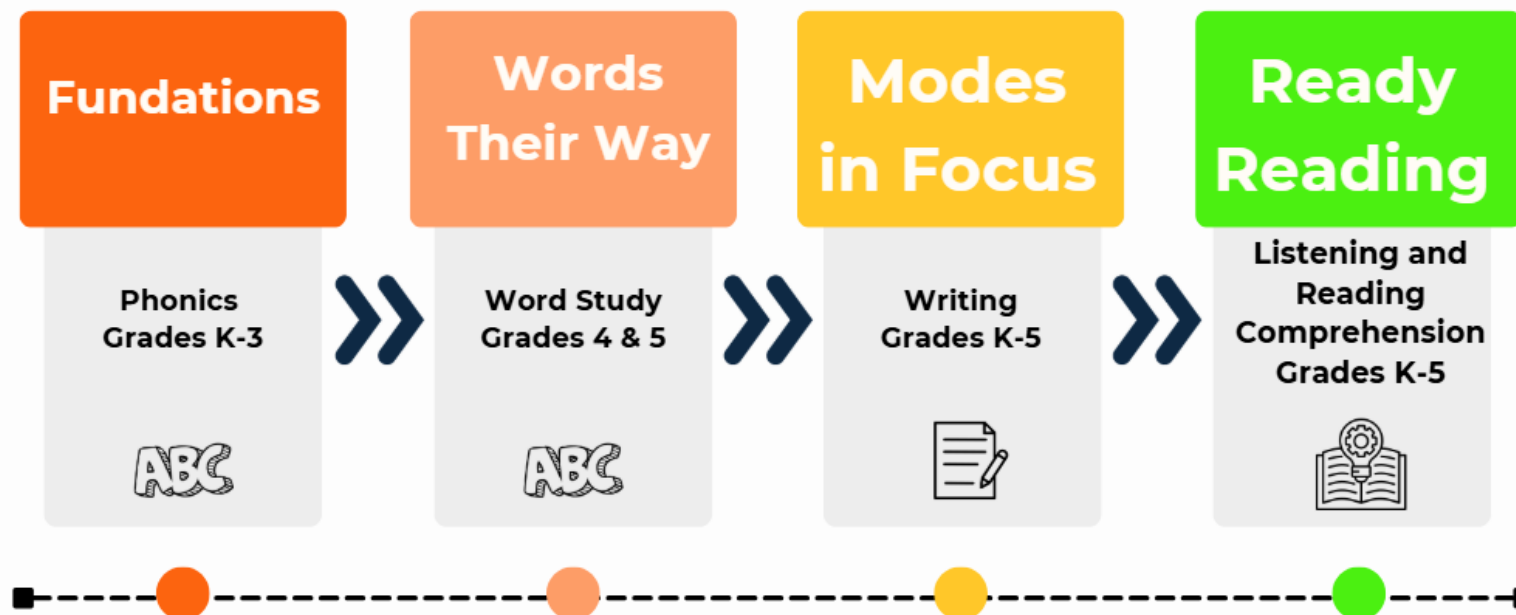 Fundations
Phonics
Grades K-3
ABC
Words
Their Way
Word Study
Grades 4 & 5
ABC
Modes
in Focus
Writing
Grades K-5
Ready
Reading
Listening and
Reading
Comprehension
Grades K-5